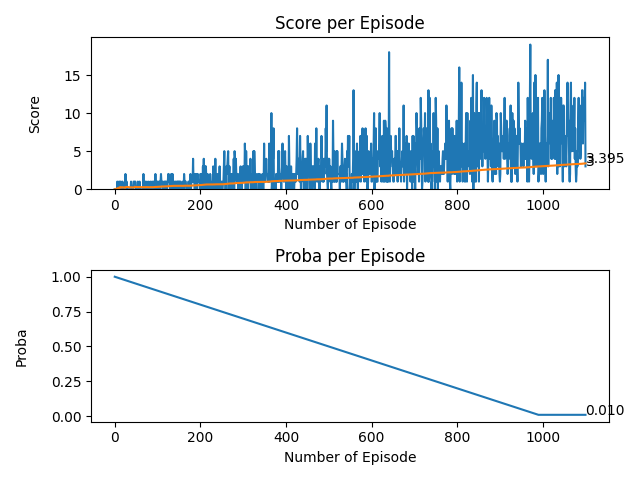 Score per Episode
15
10
5
0
Score
3.395
3
0 200 400 600 800 1000
Number of Episode
Proba per Episode
1.00
0.75
0.50
0.25
0.00
Proba
0.010
0 200 400 600 800 1000
Number of Episode